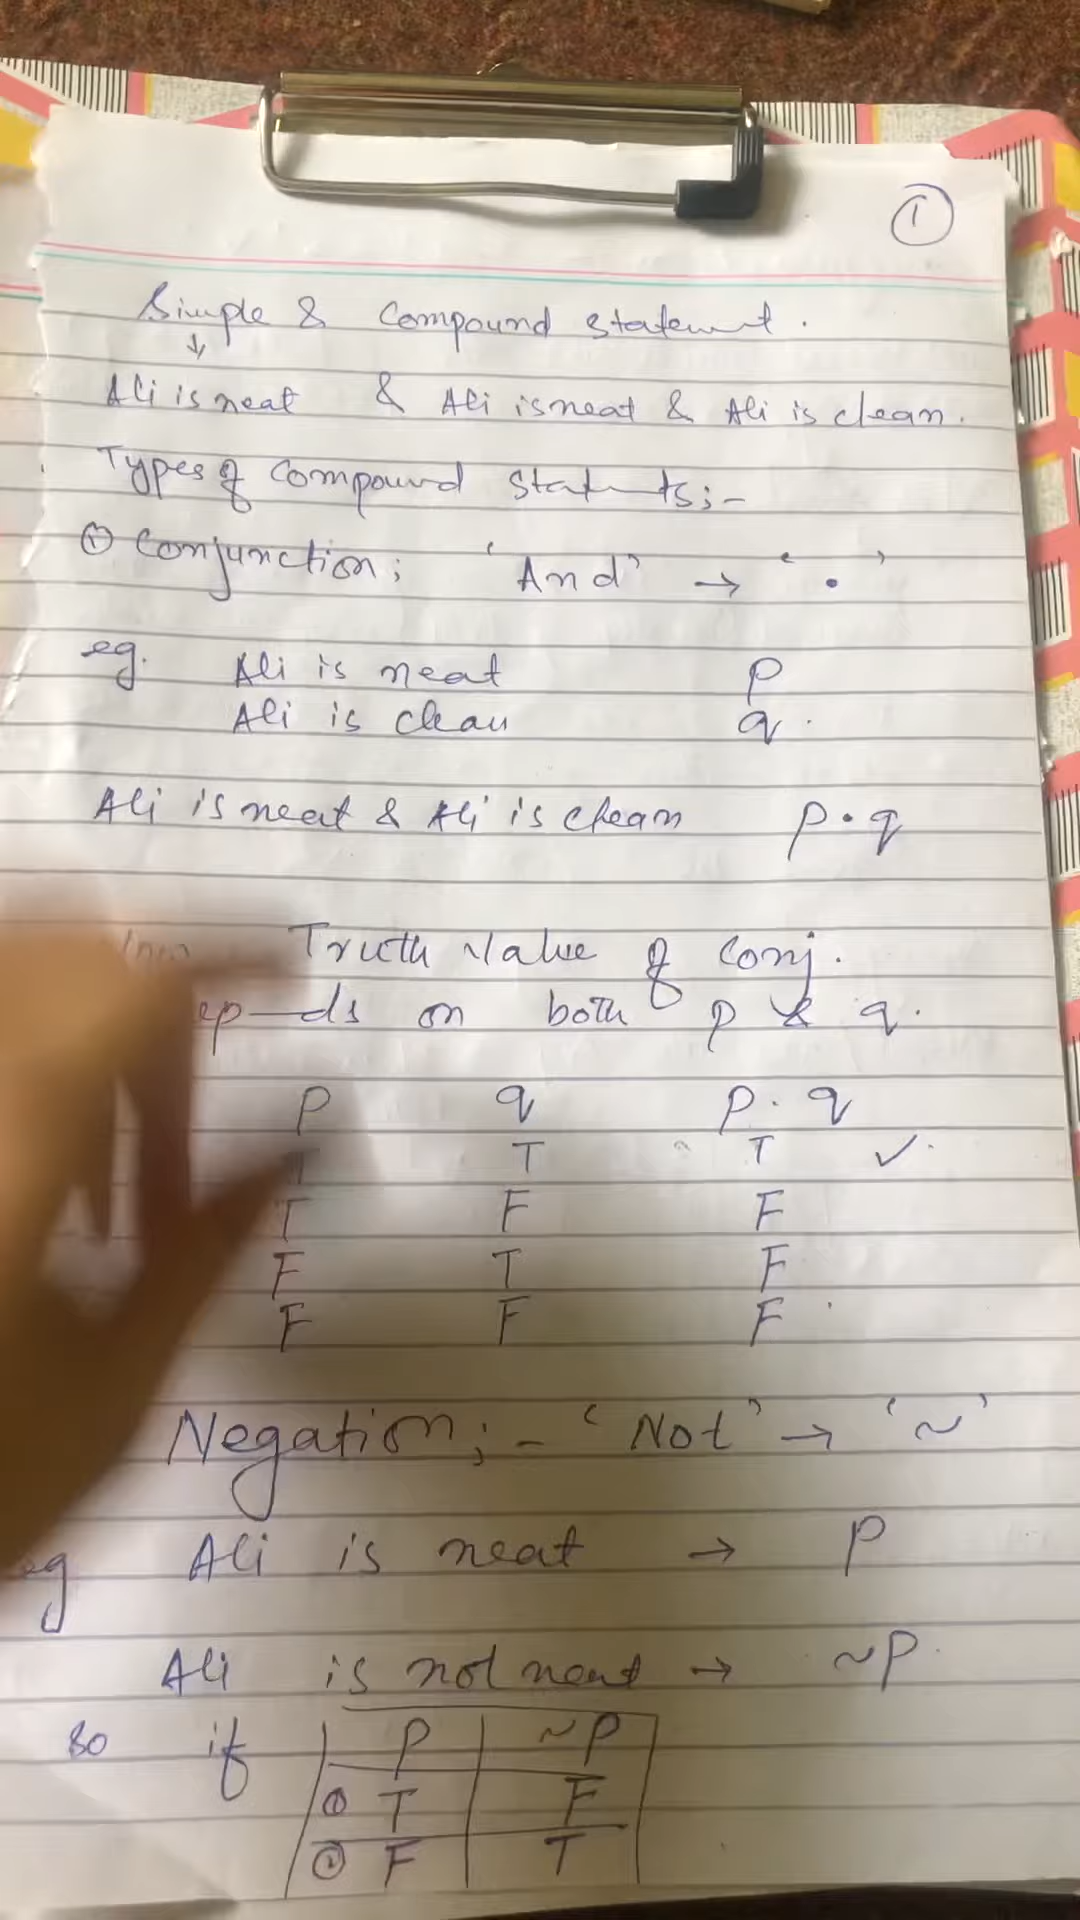 ①
Simple & Compound Statement.
↓
Ali is neat & Ali is neat & Ali is clean.
Types of Compound Statements;-
① Conjunction; 'And' → '•'
eg. Ali is neat p
Ali is clean q.
Ali is neat & Ali is clean p • q
Truth Value of Conj.
on both p & q.
p q p . q
T T T ✓.
T F F
F T F
F F F
Negation;- 'Not' → '~'
eg Ali is neat → P
Ali is not neat → ~P.
So if P ~P
① T F
② F T